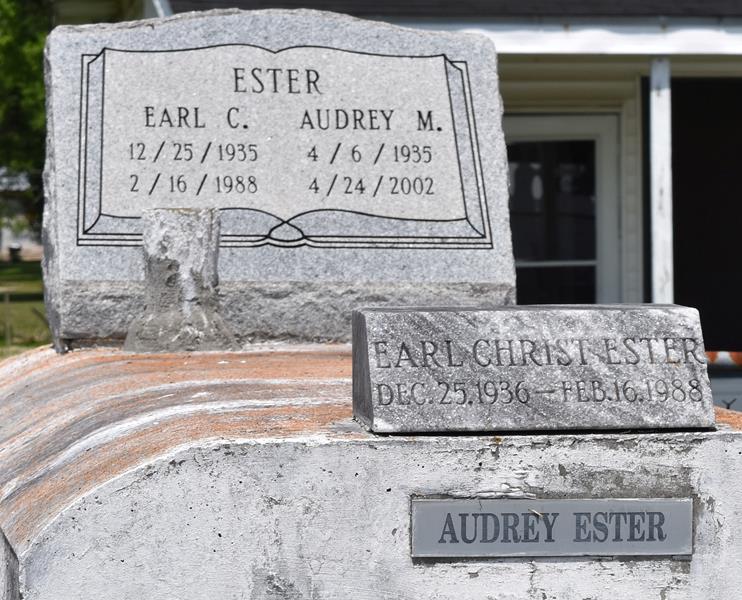 ESTER
EARL C. AUDREY M.
12/25/1935 4/6/1935
2/16/1988 4/24/2002
EARL CHRIST ESTER
DEC. 25, 1936 — FEB. 16, 1988
AUDREY ESTER